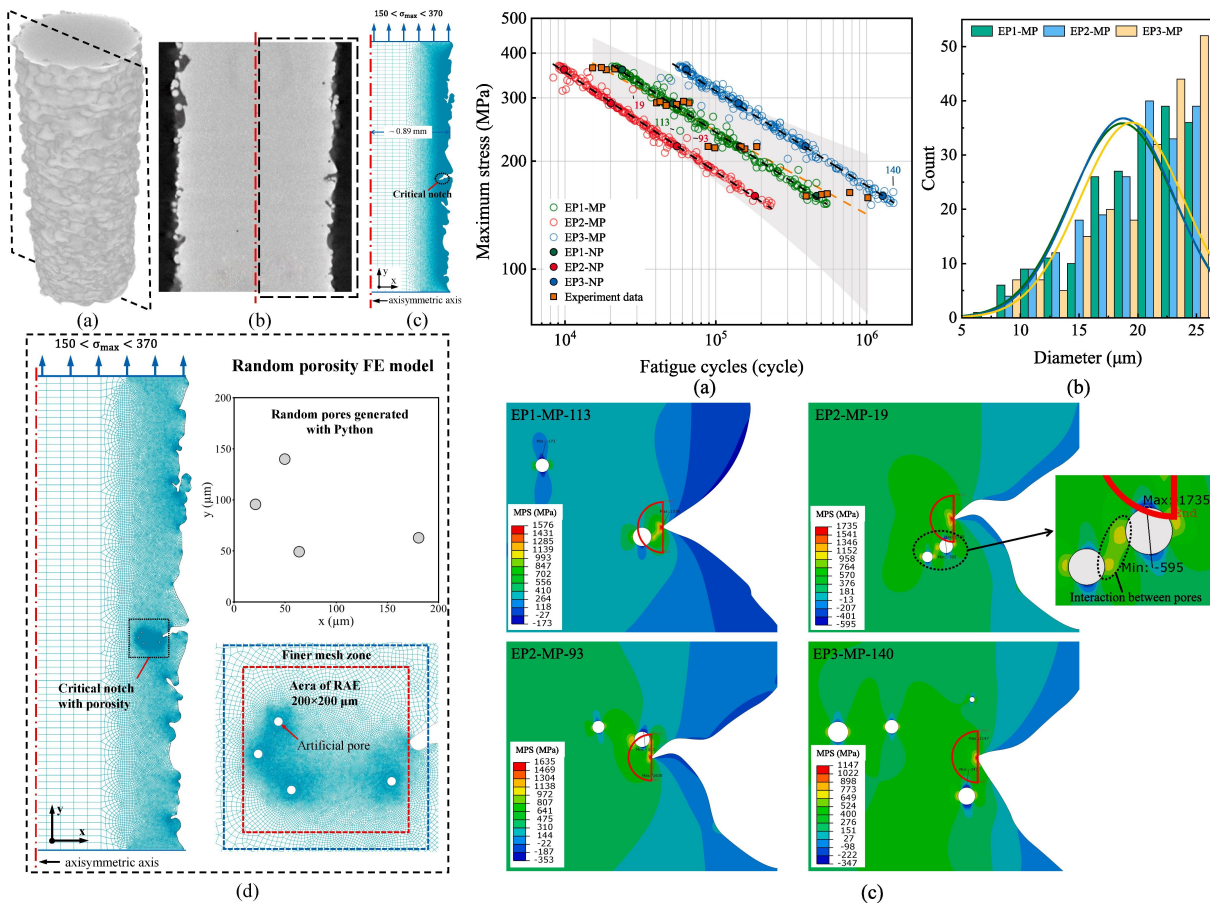 150 < σmax < 370
~ 0.89 mm
Critical notch
y
x
axisymmetric axis
(a)
(b)
(c)
150 < σmax < 370
Random porosity FE model
Random pores generated
with Python
200
150
100
50
0
y (μm)
0
50
100
150
200
x (μm)
Critical notch
with porosity
Finer mesh zone
Aera of RAE
200×200 μm
Artificial pore
y
x
axisymmetric axis
(d)
500
400
300
200
100
Maximum stress (MPa)
19
113
~93
140
EP1-MP
EP2-MP
EP3-MP
EP1-NP
EP2-NP
EP3-NP
Experiment data
10⁴
10⁵
10⁶
Fatigue cycles (cycle)
(a)
EP1-MP
EP2-MP
EP3-MP
55
50
45
40
35
30
25
20
15
10
5
0
Count
5
10
15
20
25
Diameter (μm)
(b)
EP1-MP-113
MPS (MPa)
1576
1431
1285
1139
993
847
702
556
410
264
118
-27
-173
EP2-MP-19
MPS (MPa)
1735
1541
1346
1152
958
764
570
376
181
-13
-207
-401
-595
Max: 1735
End
Min: -595
Interaction between pores
EP2-MP-93
MPS (MPa)
1635
1469
1304
1138
972
807
641
475
310
144
-22
-187
-353
EP3-MP-140
MPS (MPa)
1147
1022
898
773
649
524
400
276
151
27
-98
-222
-347
(c)